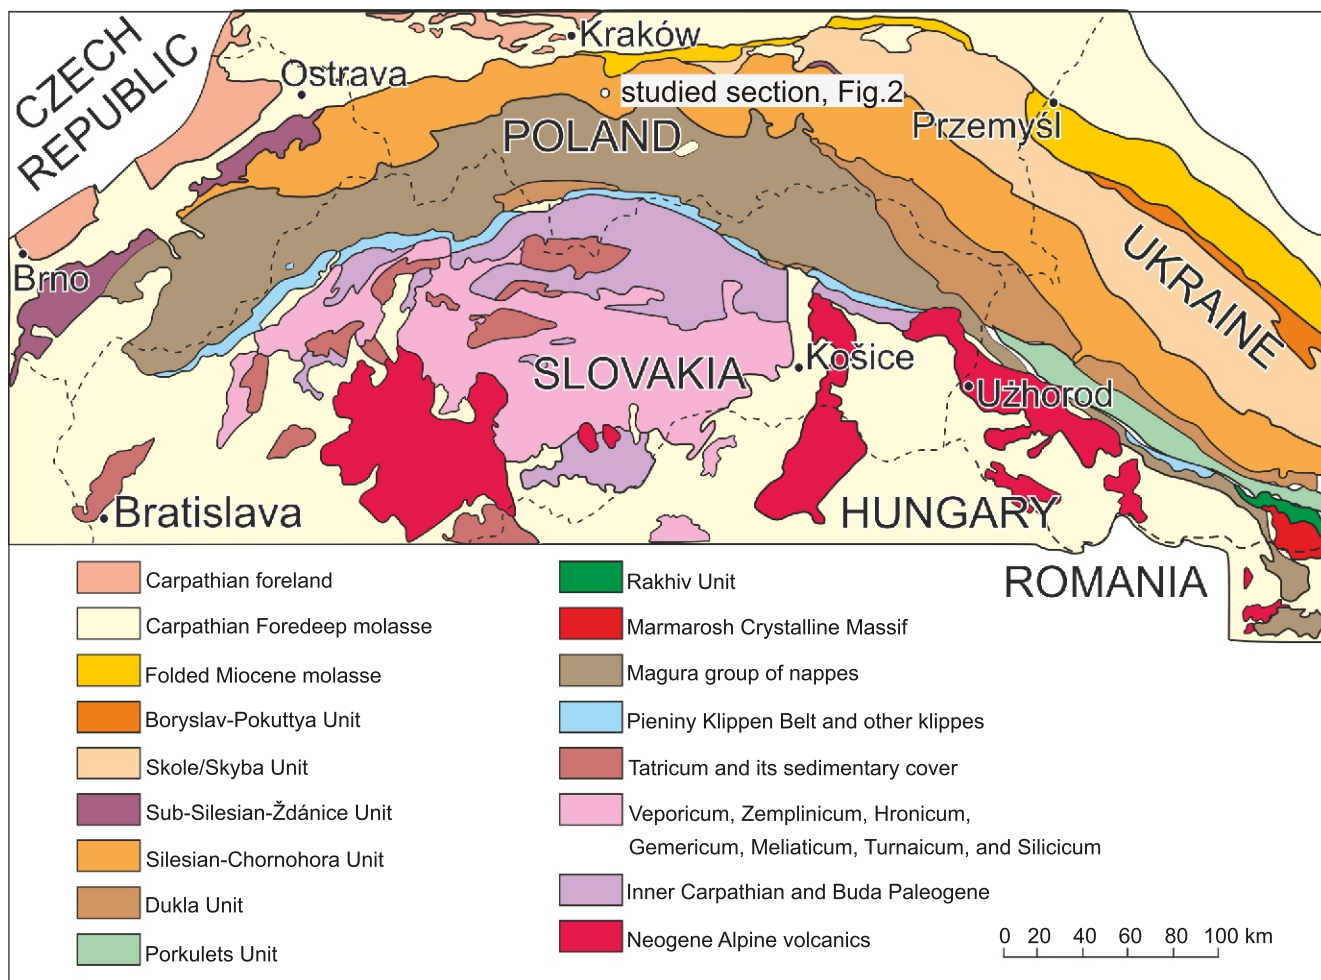 CZECH
REPUBLIC
Kraków
Ostrava
studied section, Fig.2
POLAND
Przemyśl
UKRAINE
Brno
SLOVAKIA
Košice
Użhorod
Bratislava
HUNGARY
ROMANIA
Carpathian foreland
Carpathian Foredeep molasse
Folded Miocene molasse
Boryslav-Pokuttya Unit
Skole/Skyba Unit
Sub-Silesian-Ždánice Unit
Silesian-Chornohora Unit
Dukla Unit
Porkulets Unit
Rakhiv Unit
Marmarosh Crystalline Massif
Magura group of nappes
Pieniny Klippen Belt and other klippes
Tatricum and its sedimentary cover
Veporicum, Zemplinicum, Hronicum,
Gemericum, Meliaticum, Turnaicum, and Silicicum
Inner Carpathian and Buda Paleogene
Neogene Alpine volcanics
0 20 40 60 80 100 km